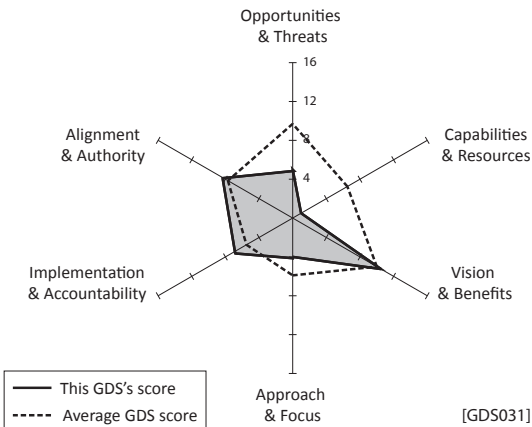 Opportunities
& Threats
16
12
8
4
Alignment
& Authority
Capabilities
& Resources
Implementation
& Accountability
Vision
& Benefits
Approach
& Focus
This GDS's score
Average GDS score
[GDS031]